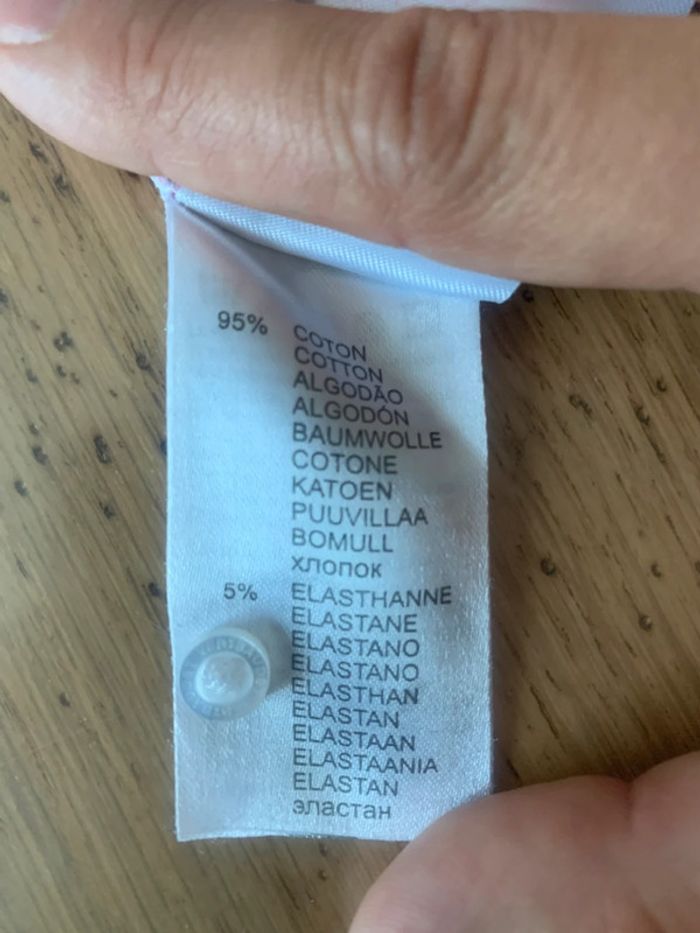 95% COTON
COTTON
ALGODÃO
ALGODÓN
BAUMWOLLE
COTONE
KATOEN
PUUVILLAA
BOMULL
хлопок
5% ELASTHANNE
ELASTANE
ELASTANO
ELASTANO
ELASTHAN
ELASTAN
ELASTAAN
ELASTAANIA
ELASTAN
эластан